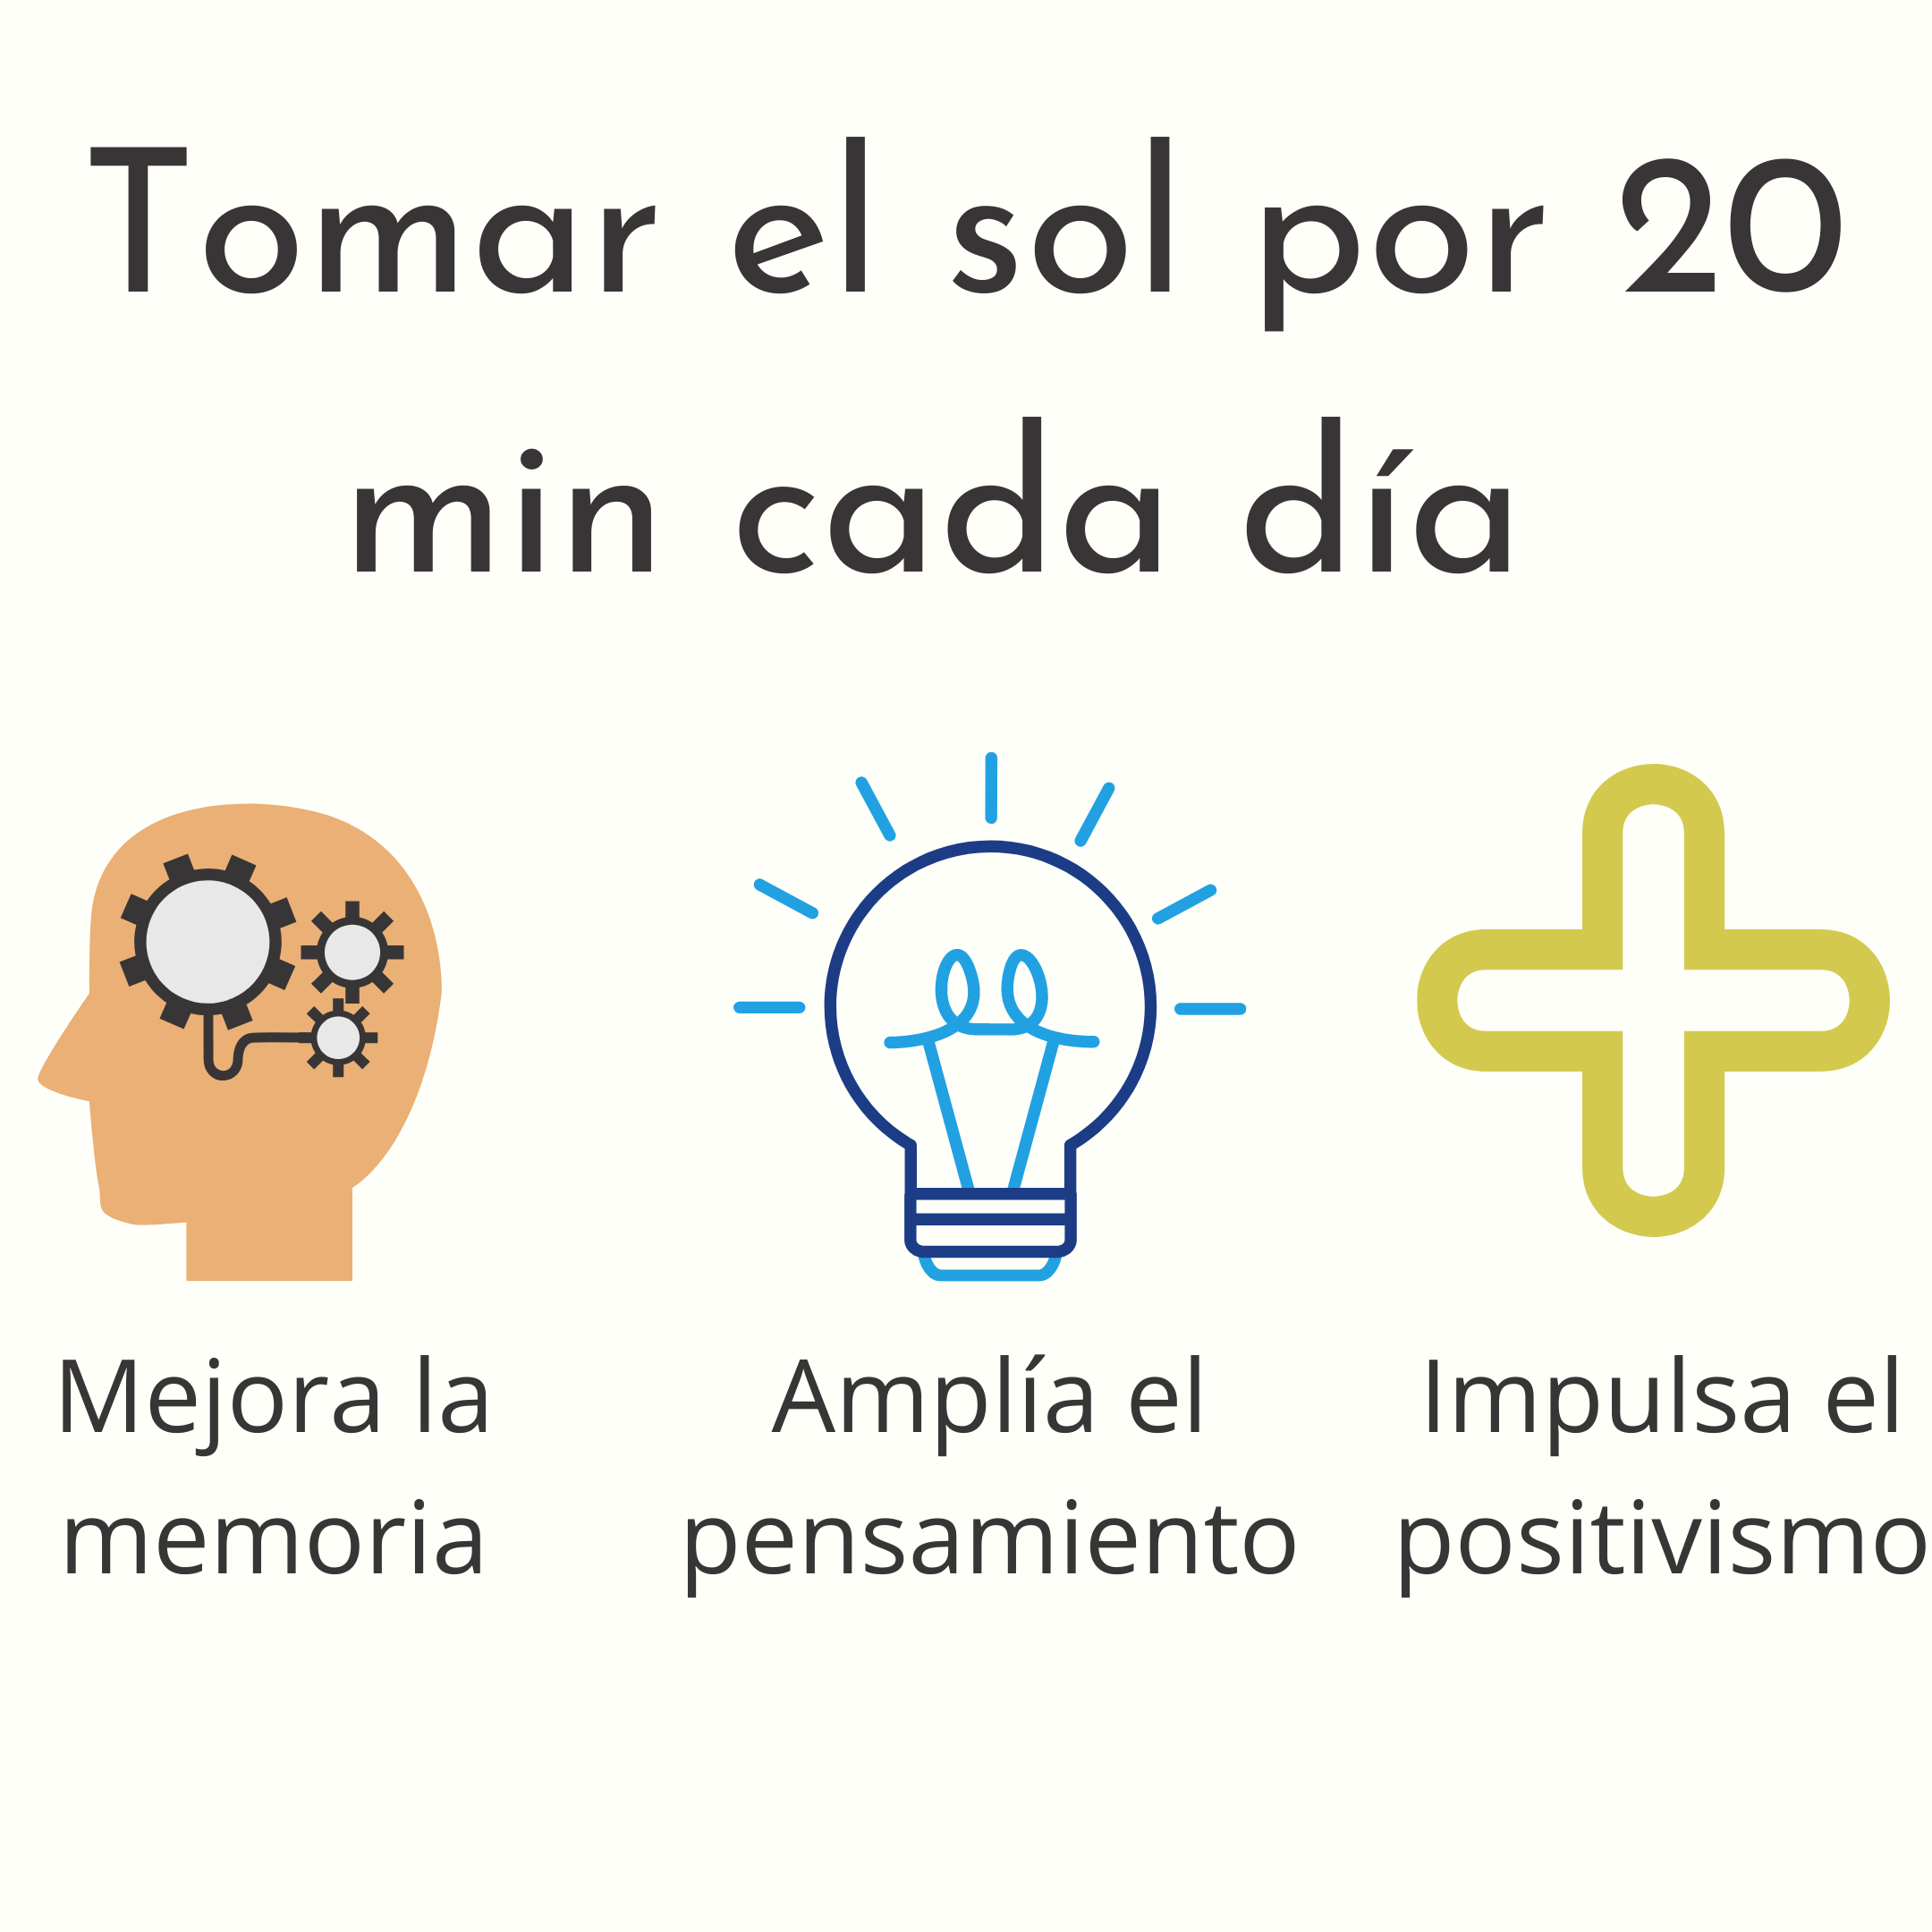 Tomar el sol por 20
min cada día
Mejora la
memoria
Amplía el
pensamiento
Impulsa el
positivismo